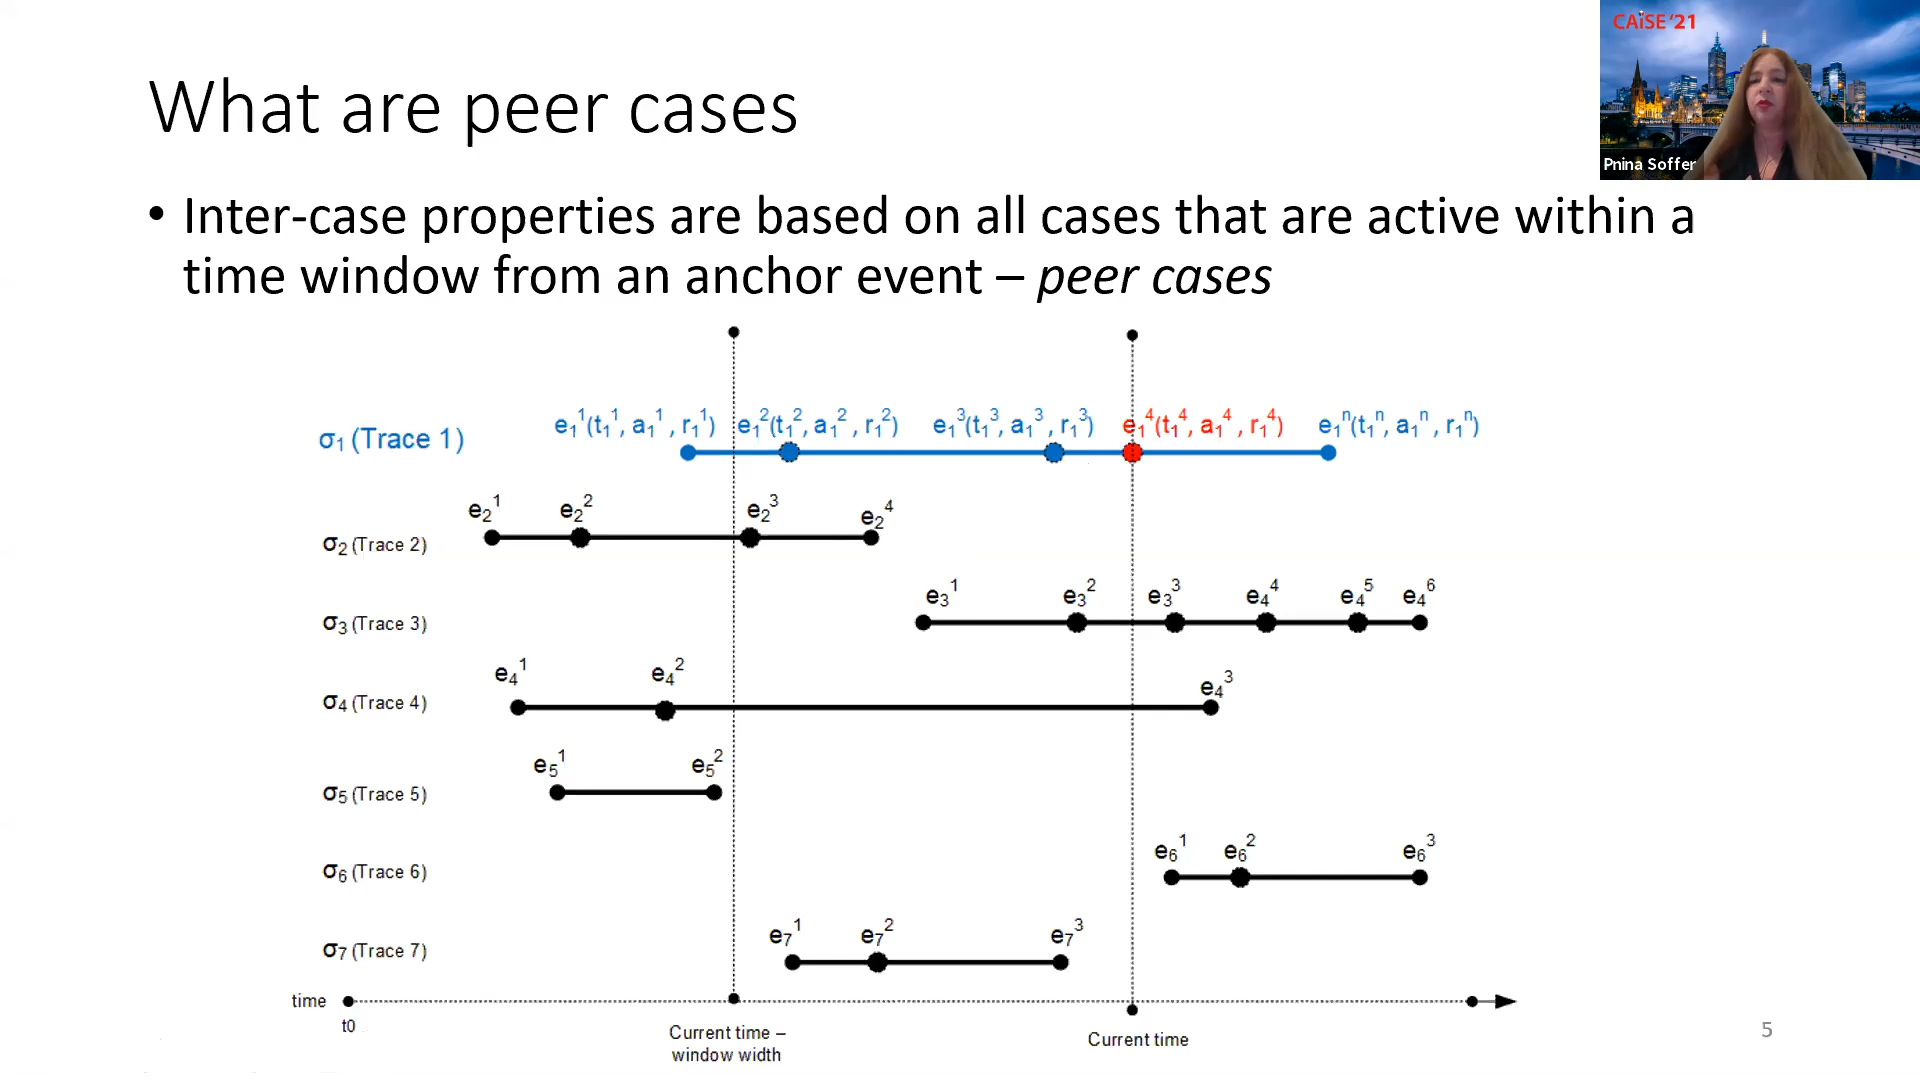 CAiSE '21
Pnina Soffer
What are peer cases
• Inter-case properties are based on all cases that are active within a
time window from an anchor event – peer cases
σ₁ (Trace 1) e₁¹(t₁¹, a₁¹, r₁¹) e₁²(t₁², a₁², r₁²) e₁³(t₁³, a₁³, r₁³) e₁⁴(t₁⁴, a₁⁴, r₁⁴) e₁ⁿ(t₁ⁿ, a₁ⁿ, r₁ⁿ)
σ₂ (Trace 2) e₂¹ e₂² e₂³ e₂⁴
σ₃ (Trace 3) e₃¹ e₃² e₃³ e₄⁴ e₄⁵ e₄⁶
σ₄ (Trace 4) e₄¹ e₄² e₄³
σ₅ (Trace 5) e₅¹ e₅²
σ₆ (Trace 6) e₆¹ e₆² e₆³
σ₇ (Trace 7) e₇¹ e₇² e₇³
time
t0
Current time –
window width
Current time
5